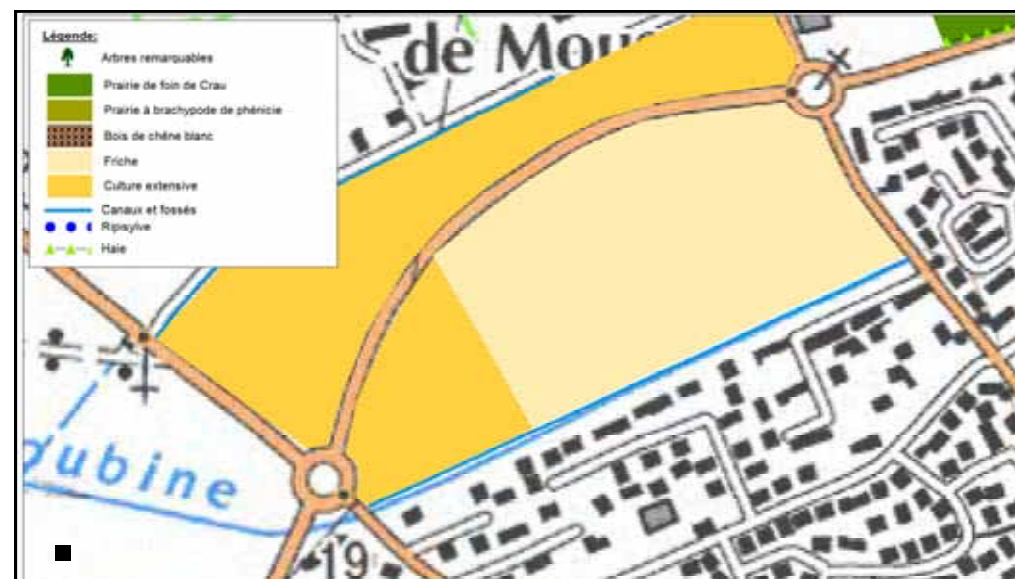 Légende:
Arbres remarquables
Prairie de foin de Crau
Prairie à brachypode de phénicie
Bois de chêne blanc
Friche
Culture extensive
Canaux et fossés
Ripisylve
Haie
de Mou
oubine
19